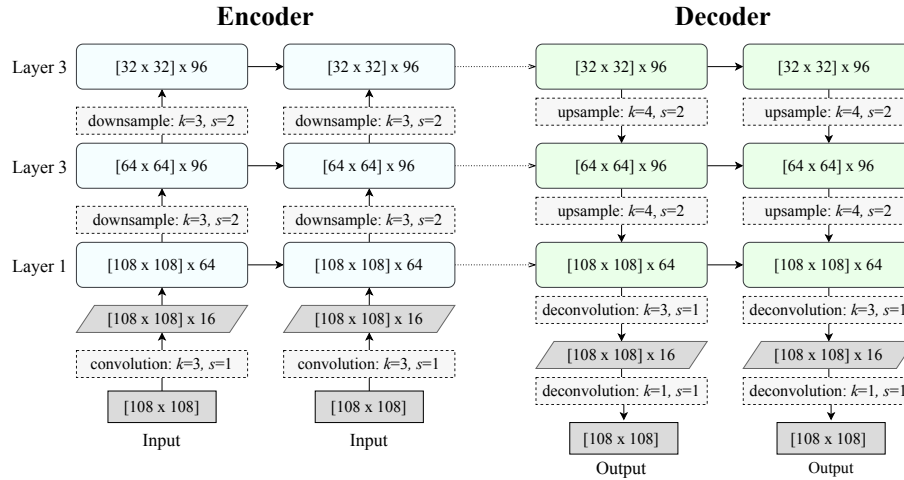 Encoder Decoder
Layer 3 [32 x 32] x 96 [32 x 32] x 96 [32 x 32] x 96 [32 x 32] x 96
downsample: k=3, s=2 downsample: k=3, s=2 upsample: k=4, s=2 upsample: k=4, s=2
Layer 3 [64 x 64] x 96 [64 x 64] x 96 [64 x 64] x 96 [64 x 64] x 96
downsample: k=3, s=2 downsample: k=3, s=2 upsample: k=4, s=2 upsample: k=4, s=2
Layer 1 [108 x 108] x 64 [108 x 108] x 64 [108 x 108] x 64 [108 x 108] x 64
[108 x 108] x 16 [108 x 108] x 16 deconvolution: k=3, s=1 deconvolution: k=3, s=1
convolution: k=3, s=1 convolution: k=3, s=1 [108 x 108] x 16 [108 x 108] x 16
[108 x 108] [108 x 108] deconvolution: k=1, s=1 deconvolution: k=1, s=1
Input Input [108 x 108] [108 x 108]
Output Output